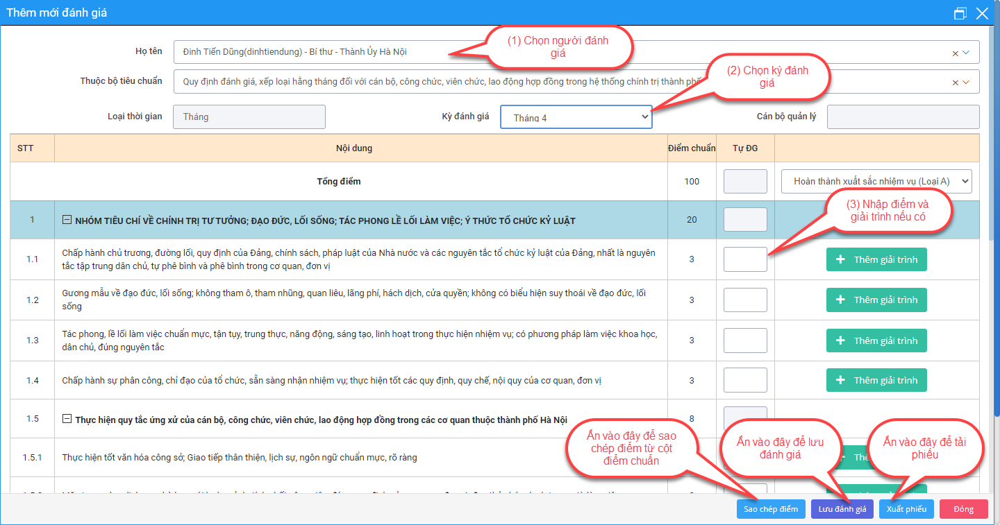 Thêm mới đánh giá
Họ tên
Đinh Tiến Dũng(dinhtiendung) - Bí thư - Thành Ủy Hà Nội
(1) Chọn người đánh
giá
Thuộc bộ tiêu chuẩn
Quy định đánh giá, xếp loại hằng tháng đối với cán bộ, công chức, viên chức, lao động hợp đồng trong hệ thống chính trị thành phố
(2) Chọn kỳ đánh
giá
Loại thời gian
Tháng
Kỳ đánh giá
Tháng 4
Cán bộ quản lý
STT
Nội dung
Điểm chuẩn
Tự ĐG
Tổng điểm
100
Hoàn thành xuất sắc nhiệm vụ (Loại A)
1
NHÓM TIÊU CHÍ VỀ CHÍNH TRỊ TƯ TƯỞNG; ĐẠO ĐỨC, LỐI SỐNG; TÁC PHONG LỀ LỐI LÀM VIỆC; Ý THỨC TỔ CHỨC KỶ LUẬT
20
(3) Nhập điểm và
giải trình nếu có
1.1
Chấp hành chủ trương, đường lối, quy định của Đảng, chính sách, pháp luật của Nhà nước và các nguyên tắc tổ chức kỷ luật của Đảng, nhất là nguyên
tắc tập trung dân chủ, tự phê bình và phê bình trong cơ quan, đơn vị
3
Thêm giải trình
1.2
Gương mẫu về đạo đức, lối sống; không tham ô, tham nhũng, quan liêu, lãng phí, hách dịch, cửa quyền; không có biểu hiện suy thoái về đạo đức, lối
sống
3
Thêm giải trình
1.3
Tác phong, lề lối làm việc chuẩn mực, tận tụy, trung thực, năng động, sáng tạo, linh hoạt trong thực hiện nhiệm vụ; có phương pháp làm việc khoa học,
dân chủ, đúng nguyên tắc
3
Thêm giải trình
1.4
Chấp hành sự phân công, chỉ đạo của tổ chức, sẵn sàng nhận nhiệm vụ; thực hiện tốt các quy định, quy chế, nội quy của cơ quan, đơn vị
3
Thêm giải trình
1.5
Thực hiện quy tắc ứng xử của cán bộ, công chức, viên chức, lao động hợp đồng trong các cơ quan thuộc thành phố Hà Nội
8
1.5.1
Thực hiện tốt văn hóa công sở; Giao tiếp thân thiện, lịch sự, ngôn ngữ chuẩn mực, rõ ràng
Ấn vào đây để sao
chép điểm từ cột
điểm chuẩn
Ấn vào đây để lưu
đánh giá
Ấn vào đây để tải
phiếu
Sao chép điểm
Lưu đánh giá
Xuất phiếu
Đóng